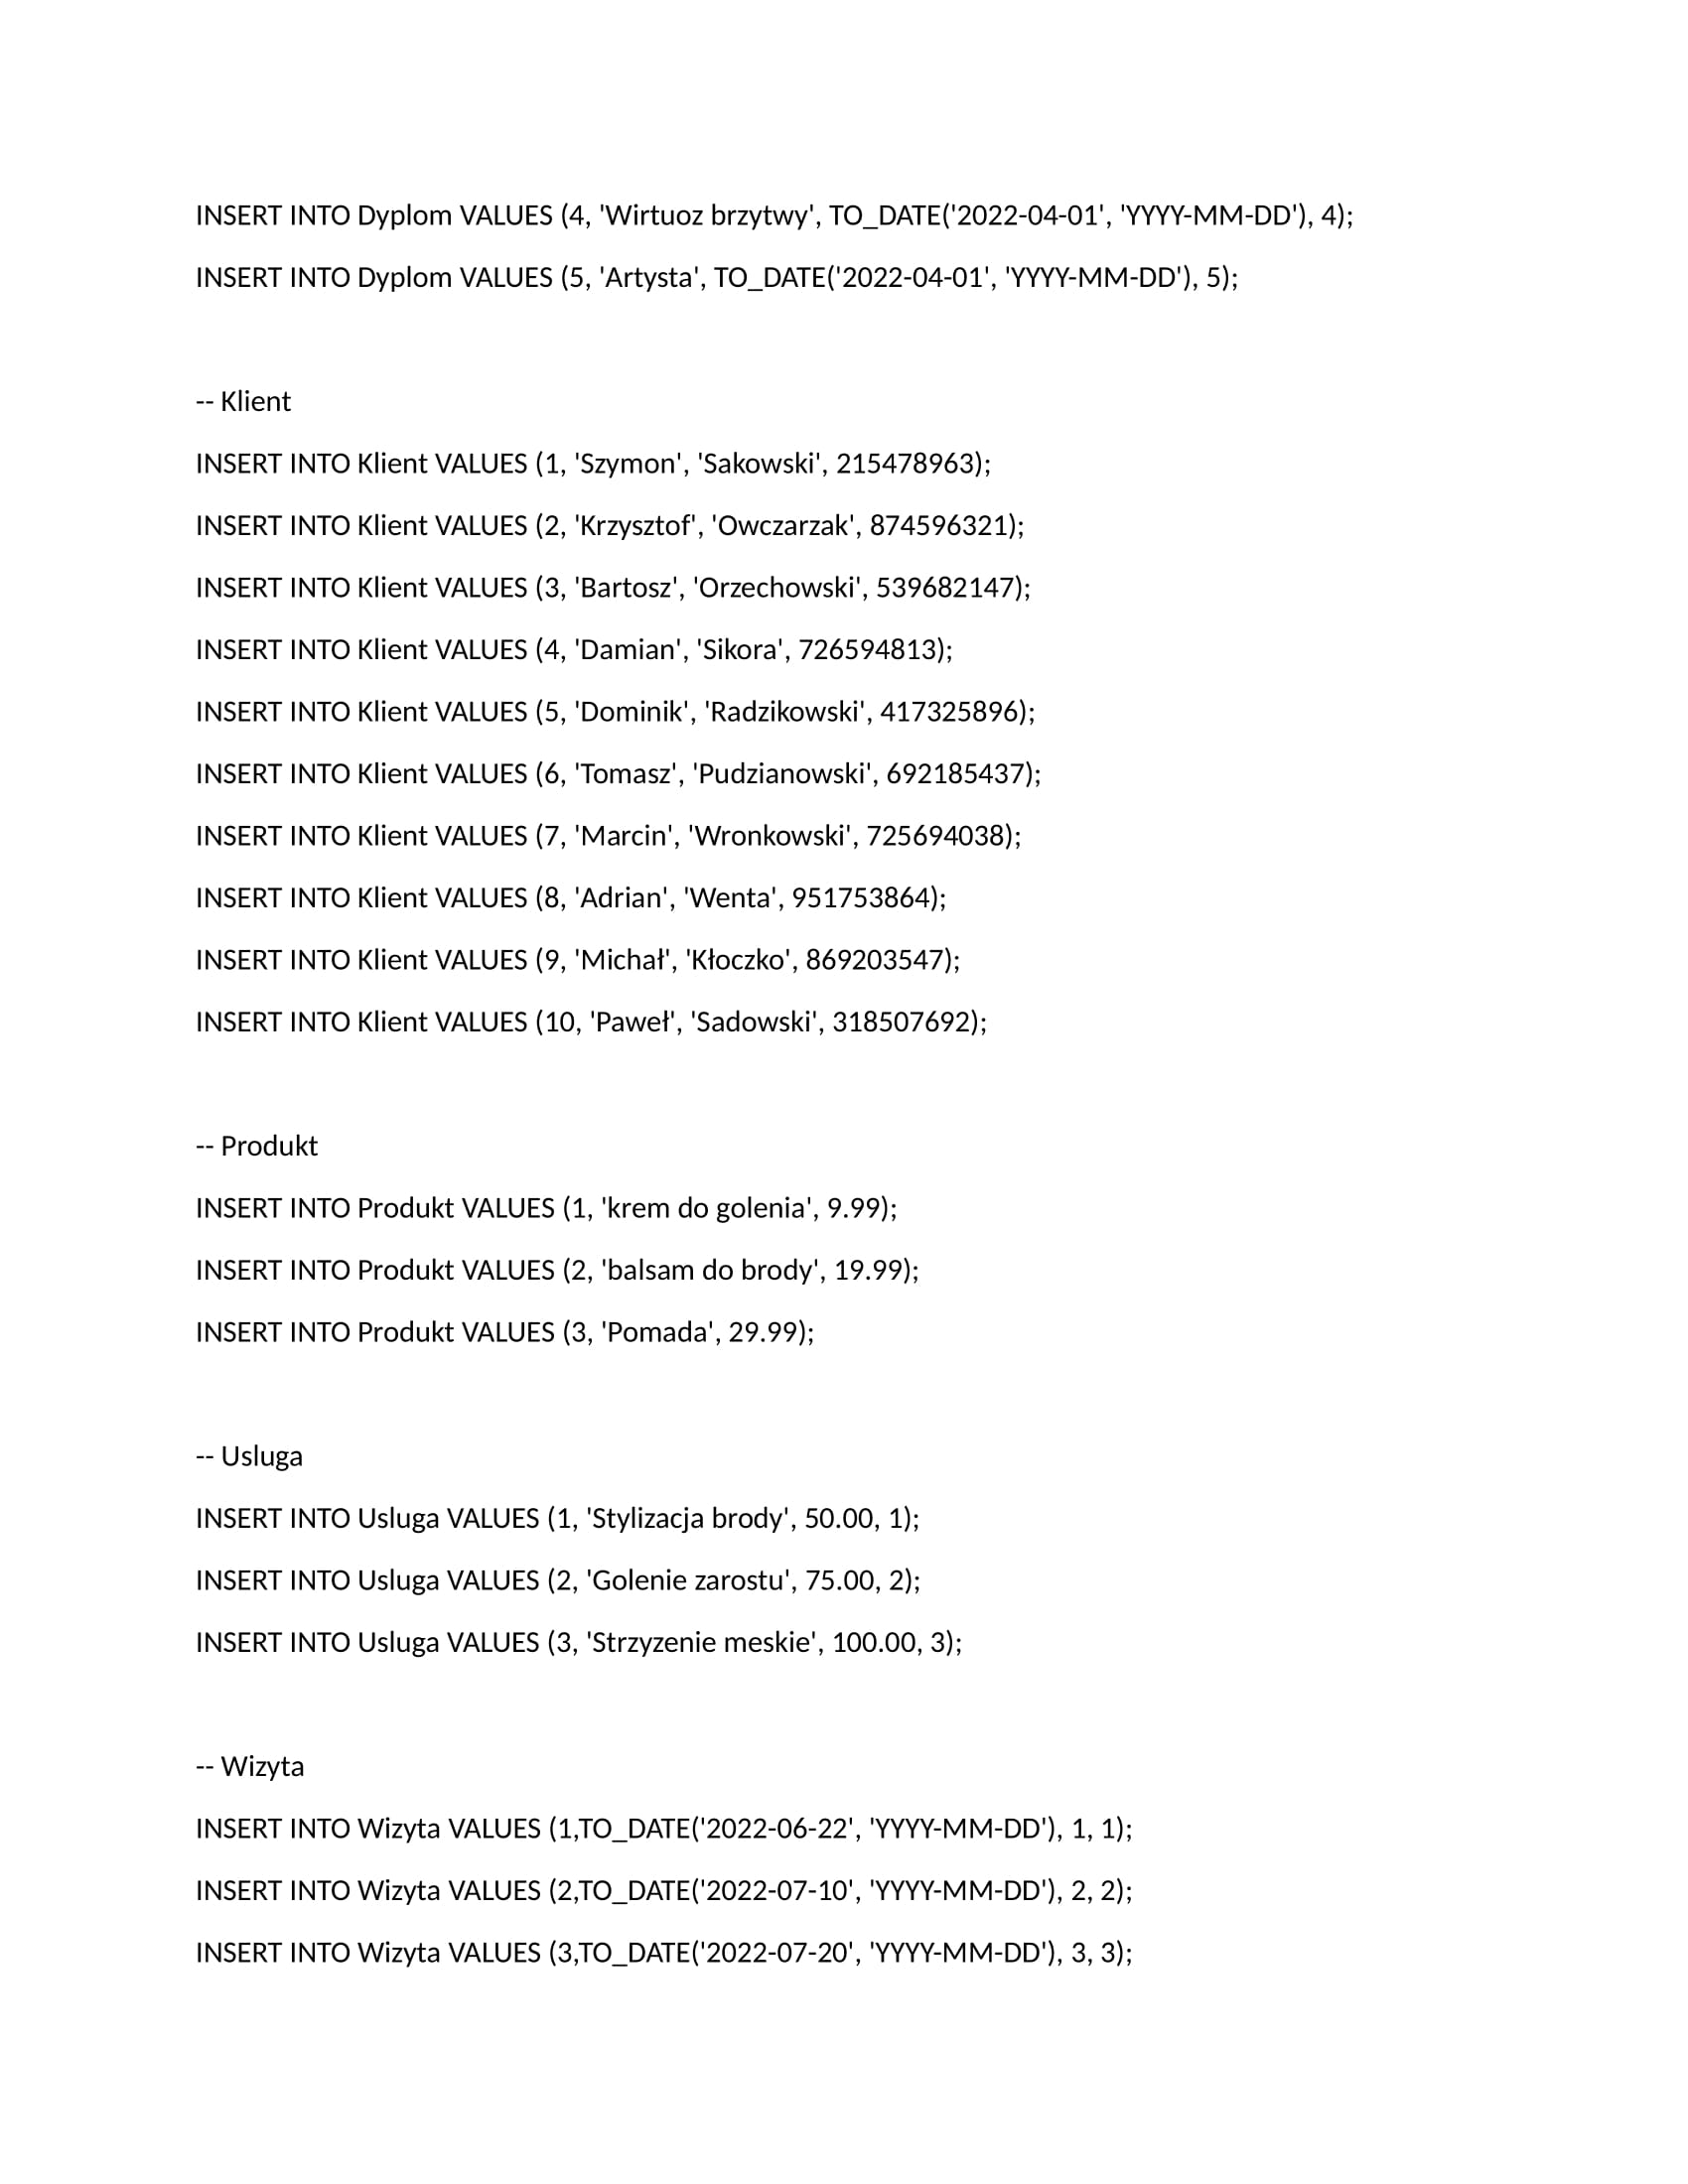 INSERT INTO Dyplom VALUES (4, 'Wirtuoz brzytwy', TO_DATE('2022-04-01', 'YYYY-MM-DD'), 4);
INSERT INTO Dyplom VALUES (5, 'Artysta', TO_DATE('2022-04-01', 'YYYY-MM-DD'), 5);
-- Klient
INSERT INTO Klient VALUES (1, 'Szymon', 'Sakowski', 215478963);
INSERT INTO Klient VALUES (2, 'Krzysztof', 'Owczarzak', 874596321);
INSERT INTO Klient VALUES (3, 'Bartosz', 'Orzechowski', 539682147);
INSERT INTO Klient VALUES (4, 'Damian', 'Sikora', 726594813);
INSERT INTO Klient VALUES (5, 'Dominik', 'Radzikowski', 417325896);
INSERT INTO Klient VALUES (6, 'Tomasz', 'Pudzianowski', 692185437);
INSERT INTO Klient VALUES (7, 'Marcin', 'Wronkowski', 725694038);
INSERT INTO Klient VALUES (8, 'Adrian', 'Wenta', 951753864);
INSERT INTO Klient VALUES (9, 'Michał', 'Kłoczko', 869203547);
INSERT INTO Klient VALUES (10, 'Paweł', 'Sadowski', 318507692);
-- Produkt
INSERT INTO Produkt VALUES (1, 'krem do golenia', 9.99);
INSERT INTO Produkt VALUES (2, 'balsam do brody', 19.99);
INSERT INTO Produkt VALUES (3, 'Pomada', 29.99);
-- Usluga
INSERT INTO Usluga VALUES (1, 'Stylizacja brody', 50.00, 1);
INSERT INTO Usluga VALUES (2, 'Golenie zarostu', 75.00, 2);
INSERT INTO Usluga VALUES (3, 'Strzyzenie meskie', 100.00, 3);
-- Wizyta
INSERT INTO Wizyta VALUES (1,TO_DATE('2022-06-22', 'YYYY-MM-DD'), 1, 1);
INSERT INTO Wizyta VALUES (2,TO_DATE('2022-07-10', 'YYYY-MM-DD'), 2, 2);
INSERT INTO Wizyta VALUES (3,TO_DATE('2022-07-20', 'YYYY-MM-DD'), 3, 3);